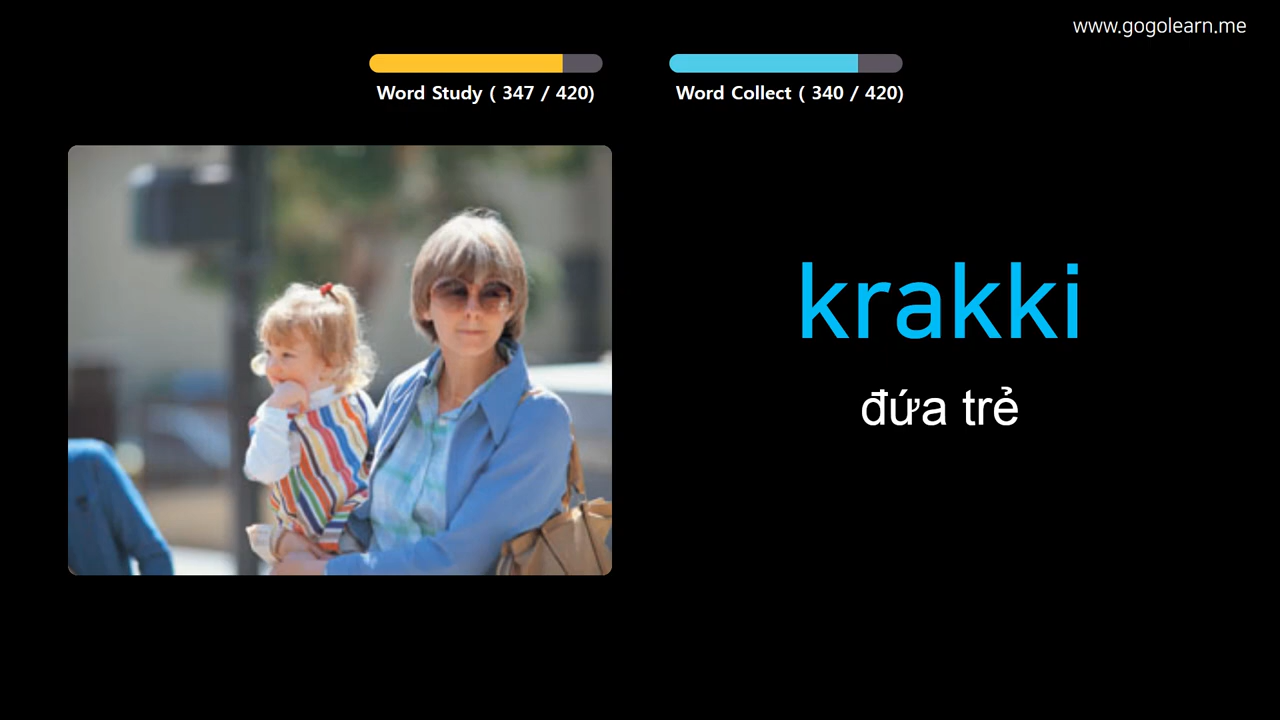 www.gogolearn.me
Word Study ( 347 / 420)
Word Collect ( 340 / 420)
krakki
đứa trẻ